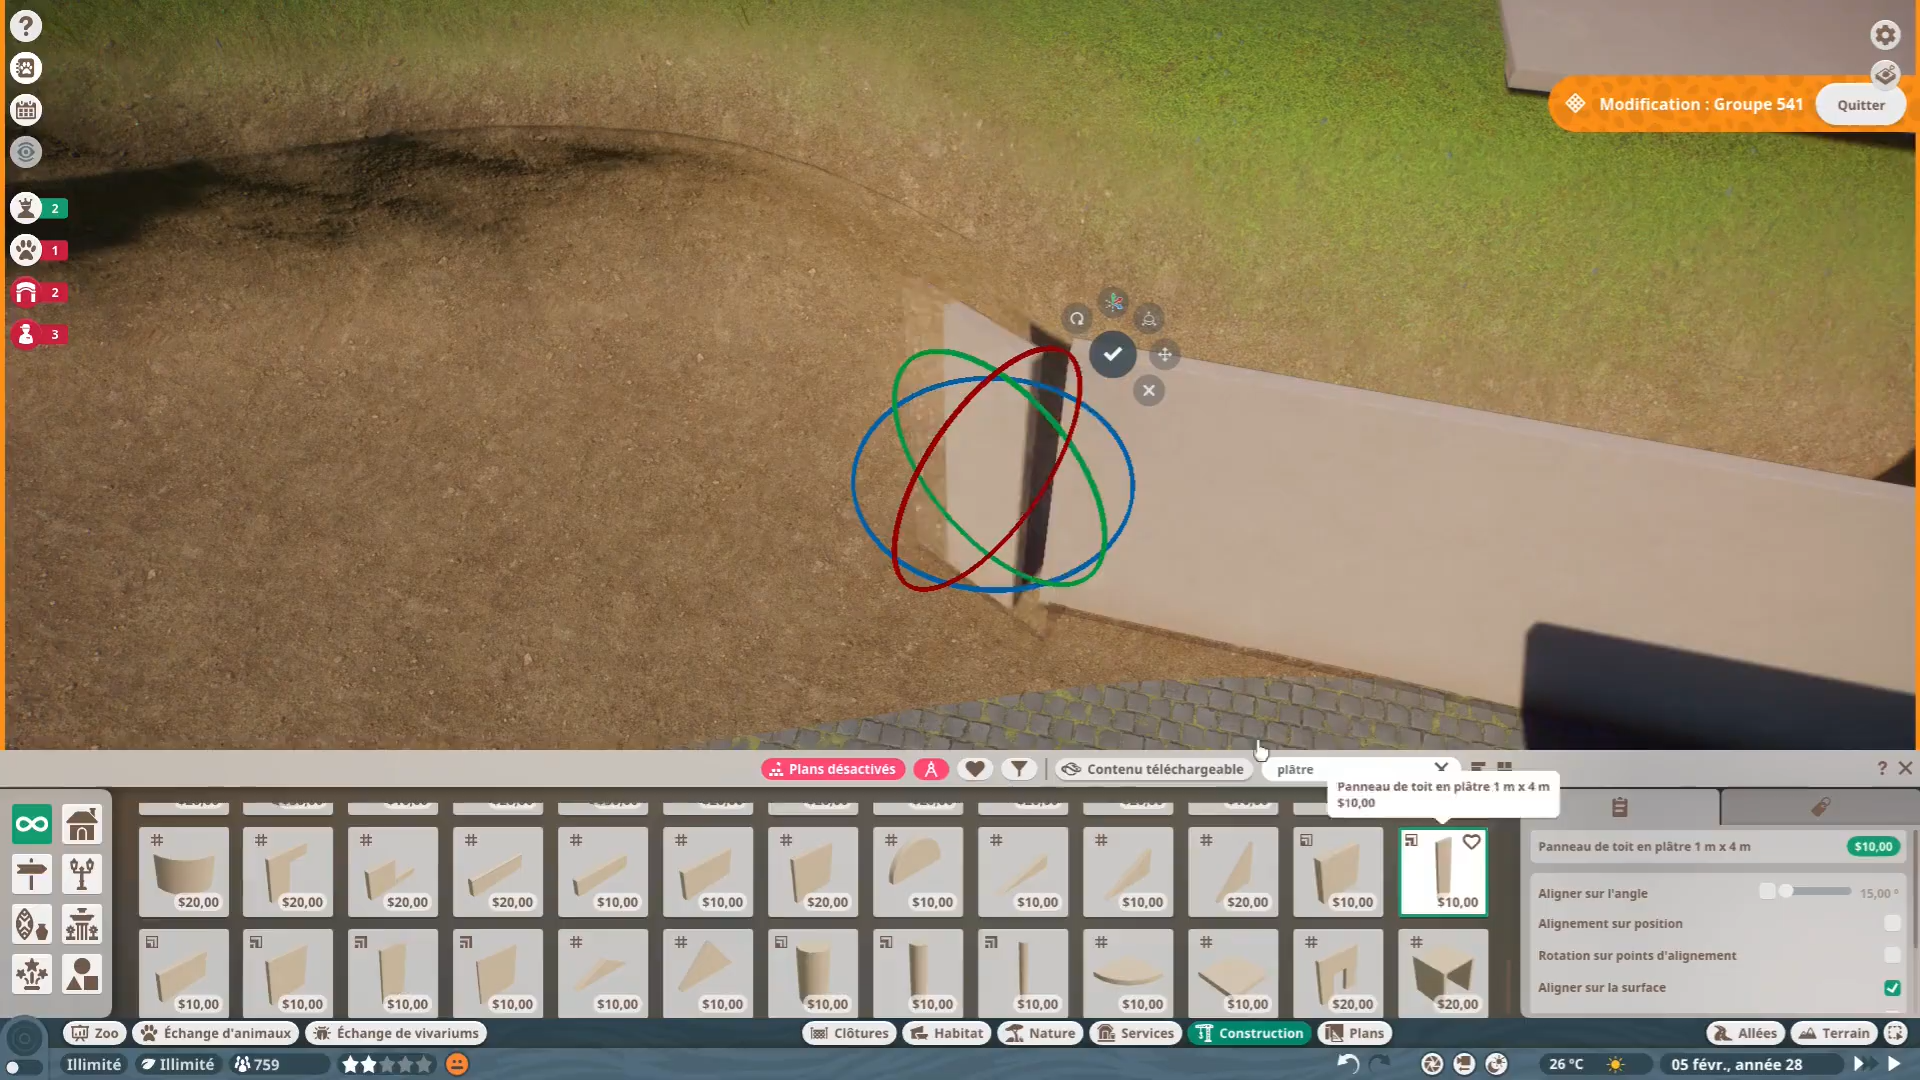 Modification : Groupe 541
Quitter
2
1
2
3
Plans désactivés
Contenu téléchargeable
plâtre
Panneau de toit en plâtre 1 m x 4 m
$10,00
$20,00 $20,00 $20,00 $20,00 $10,00 $10,00 $20,00 $10,00 $10,00 $10,00 $20,00 $10,00 $10,00
$10,00 $10,00 $10,00 $10,00 $10,00 $10,00 $10,00 $10,00 $10,00 $10,00 $10,00 $20,00 $20,00
Panneau de toit en plâtre 1 m x 4 m $10,00
Aligner sur l'angle 15,00 °
Alignement sur position
Rotation sur points d'alignement
Aligner sur la surface
Zoo Échange d'animaux Échange de vivariums Clôtures Habitat Nature Services Construction Plans Allées Terrain
Illimité Illimité 759 26 °C 05 févr., année 28